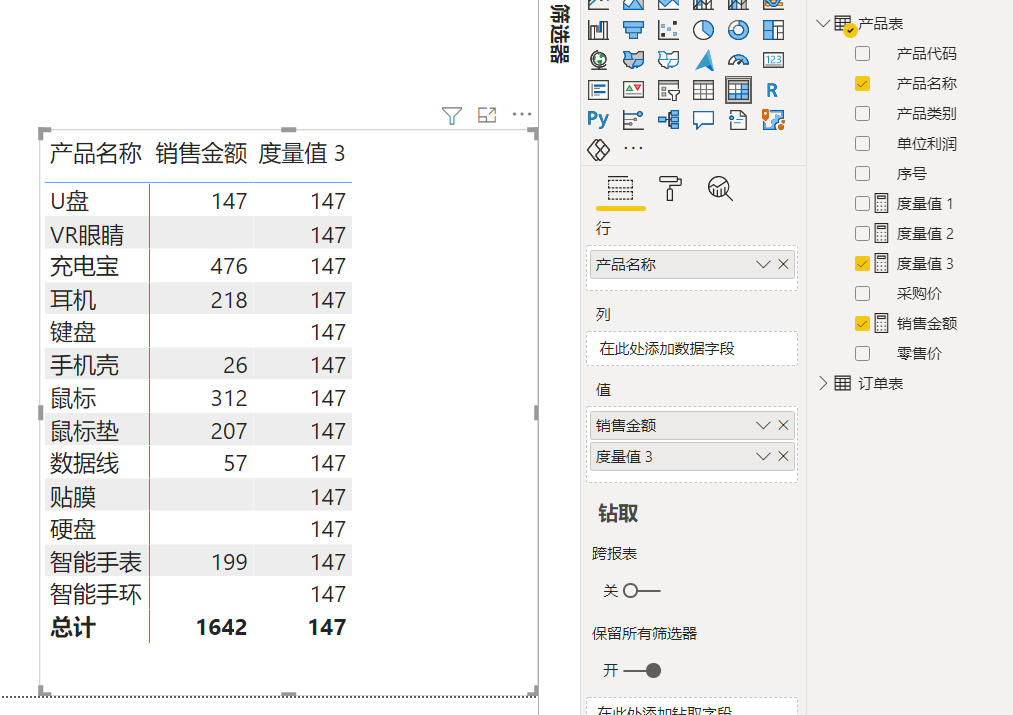 产品名称 销售金额 度量值 3
U盘 147 147
VR眼睛 147
充电宝 476 147
耳机 218 147
键盘 147
手机壳 26 147
鼠标 312 147
鼠标垫 207 147
数据线 57 147
贴膜 147
硬盘 147
智能手表 199 147
智能手环 147
总计 1642 147
筛选器
123
R
Py
行
产品名称
列
在此处添加数据字段
值
销售金额
度量值 3
钻取
跨报表
关
保留所有筛选器
开
在此处添加钻取字段
产品表
产品代码
产品名称
产品类别
单位利润
序号
度量值 1
度量值 2
度量值 3
采购价
销售金额
零售价
订单表